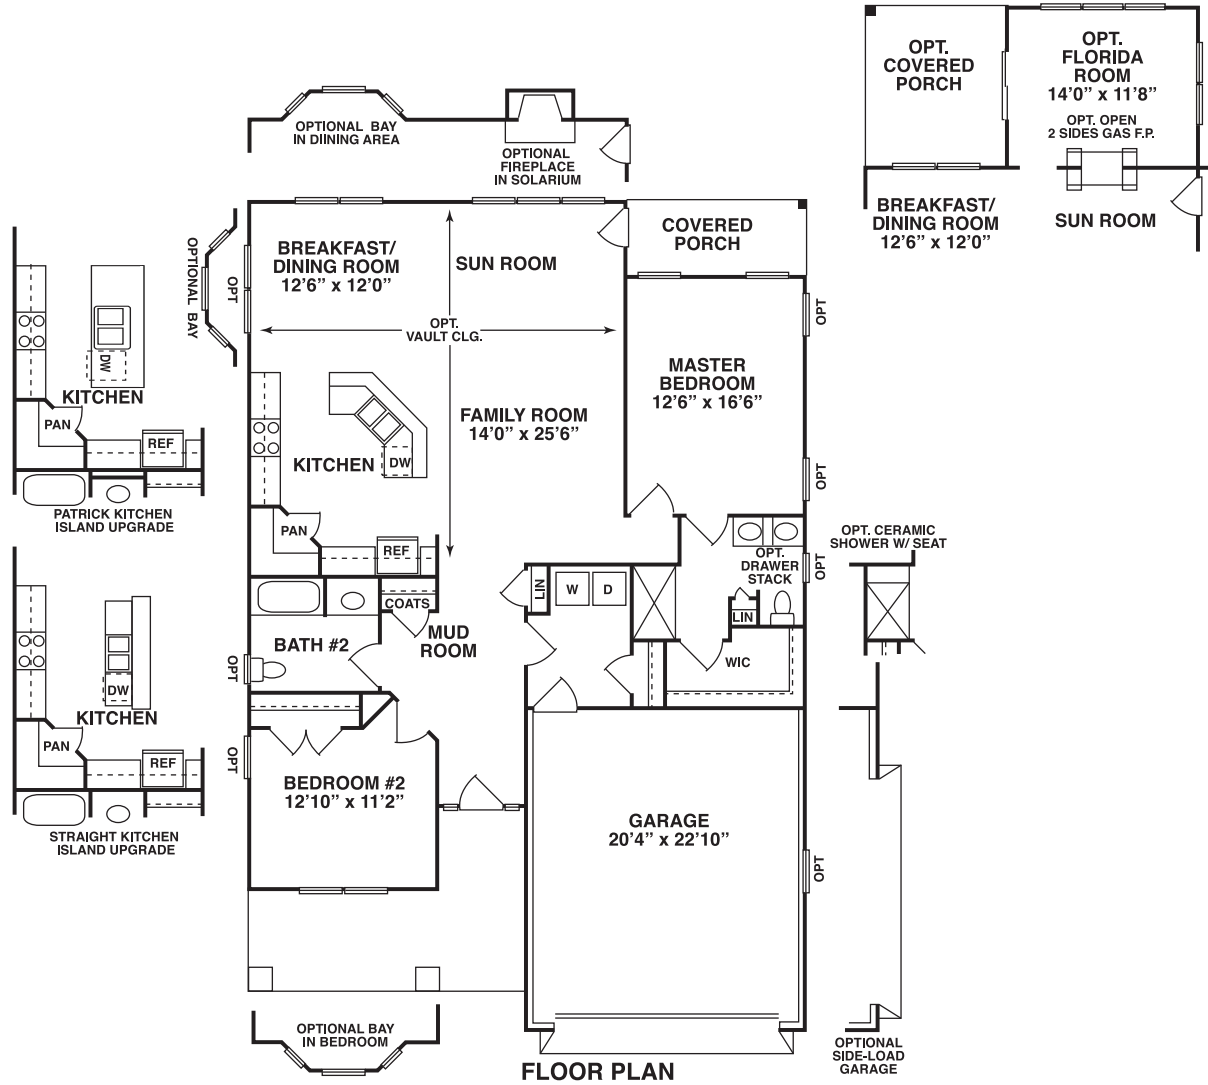 OPTIONAL BAY
IN DIINING AREA
OPTIONAL
FIREPLACE
IN SOLARIUM
OPT.
COVERED
PORCH
OPT.
FLORIDA
ROOM
14'0" x 11'8"
OPT. OPEN
2 SIDES GAS F.P.
BREAKFAST/
DINING ROOM
12'6" x 12'0"
SUN ROOM
OPTIONAL BAY
OPT
BREAKFAST/
DINING ROOM
12'6" x 12'0"
SUN ROOM
COVERED
PORCH
OPT.
VAULT CLG.
OPT
MASTER
BEDROOM
12'6" x 16'6"
FAMILY ROOM
14'0" x 25'6"
KITCHEN
DW
PAN
REF
OPT
DW
KITCHEN
PAN
REF
PATRICK KITCHEN
ISLAND UPGRADE
OPT.
DRAWER
STACK
OPT
OPT. CERAMIC
SHOWER W/ SEAT
LIN
W
D
COATS
LIN
BATH #2
MUD
ROOM
WIC
OPT
DW
KITCHEN
PAN
REF
STRAIGHT KITCHEN
ISLAND UPGRADE
OPT
BEDROOM #2
12'10" x 11'2"
GARAGE
20'4" x 22'10"
OPT
OPTIONAL BAY
IN BEDROOM
OPTIONAL
SIDE-LOAD
GARAGE
FLOOR PLAN